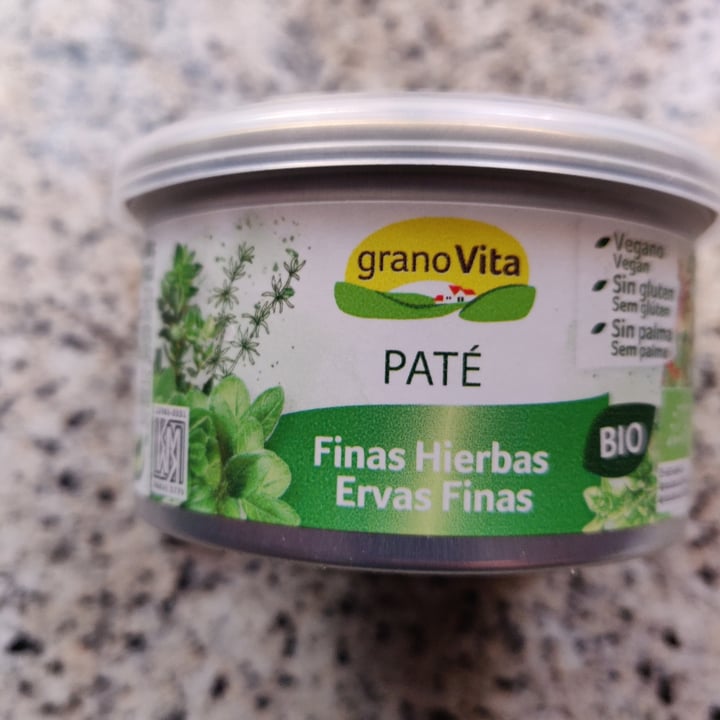 granoVita
PATÉ
Finas Hierbas
Ervas Finas
Vegano
Vegan
Sin gluten
Sem glúten
Sin palma
Sem palma
BIO